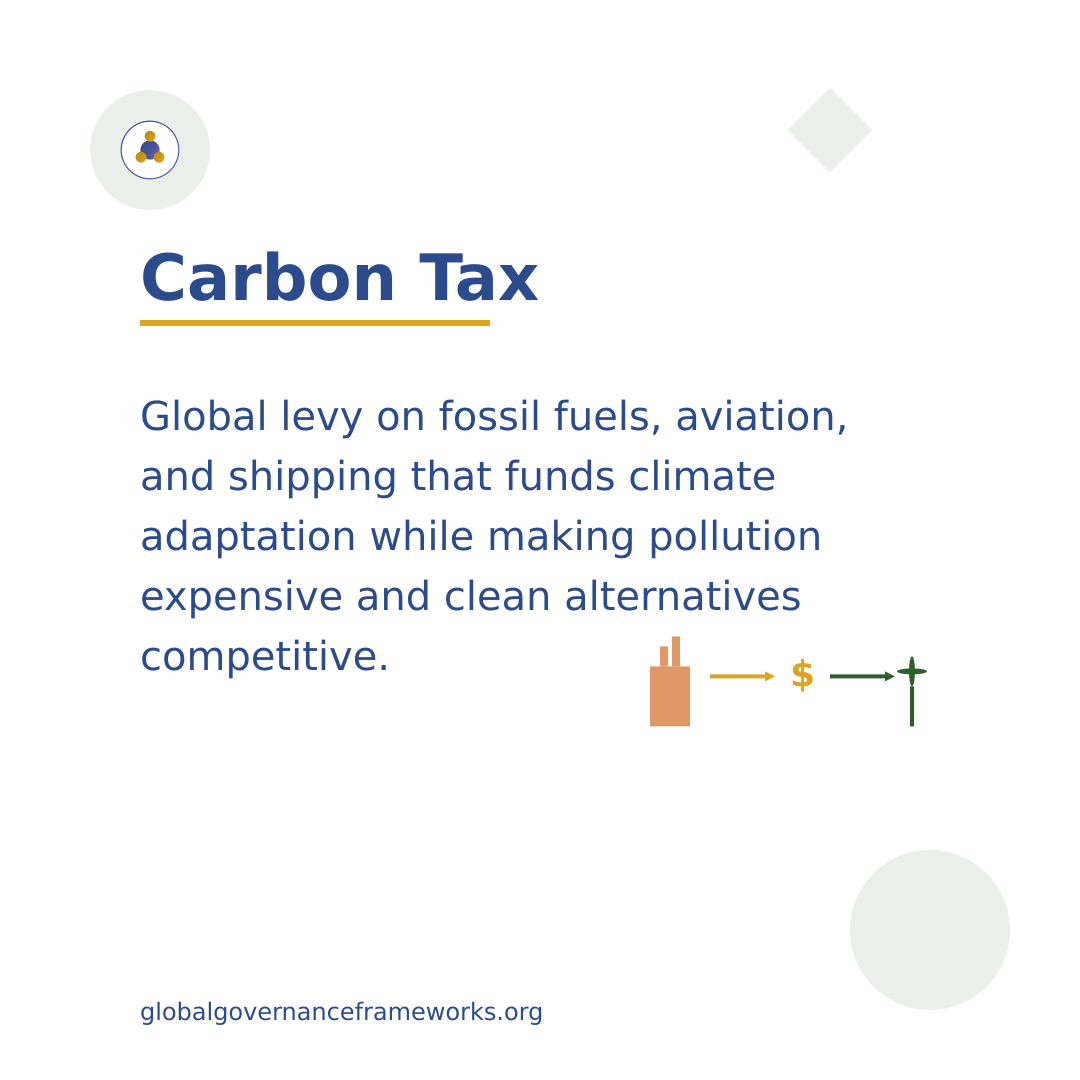 Carbon Tax
Global levy on fossil fuels, aviation,
and shipping that funds climate
adaptation while making pollution
expensive and clean alternatives
competitive.
$
globalgovernanceframeworks.org